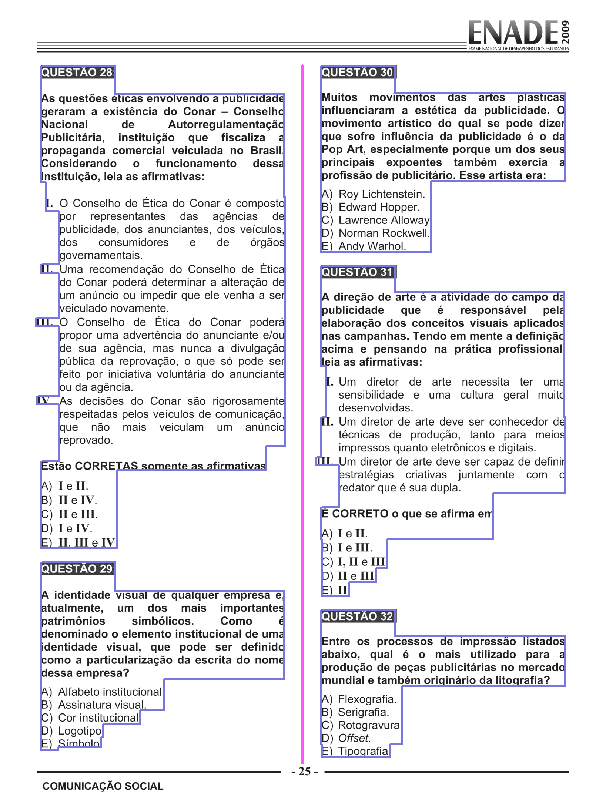 ENADE 2009
EXAME NACIONAL DE DESEMPENHO DOS ESTUDANTES
QUESTÃO 28
As questões éticas envolvendo a publicidade
geraram a existência do Conar – Conselho
Nacional de Autorregulamentação
Publicitária, instituição que fiscaliza a
propaganda comercial veiculada no Brasil.
Considerando o funcionamento dessa
Instituição, leia as afirmativas:
I. O Conselho de Ética do Conar é composto
por representantes das agências de
publicidade, dos anunciantes, dos veículos,
dos consumidores e de órgãos
governamentais.
II. Uma recomendação do Conselho de Ética
do Conar poderá determinar a alteração de
um anúncio ou impedir que ele venha a ser
veiculado novamente.
III. O Conselho de Ética do Conar poderá
propor uma advertência do anunciante e/ou
de sua agência, mas nunca a divulgação
pública da reprovação, o que só pode ser
feito por iniciativa voluntária do anunciante
ou da agência.
IV. As decisões do Conar são rigorosamente
respeitadas pelos veículos de comunicação,
que não mais veiculam um anúncio
reprovado.
Estão CORRETAS somente as afirmativas
A) I e II.
B) II e IV.
C) II e III.
D) I e IV.
E) II, III e IV
QUESTÃO 29
A identidade visual de qualquer empresa é,
atualmente, um dos mais importantes
patrimônios simbólicos. Como é
denominado o elemento institucional de uma
identidade visual, que pode ser definido
como a particularização da escrita do nome
dessa empresa?
A) Alfabeto institucional
B) Assinatura visual.
C) Cor institucional
D) Logotipo
E) Símbolo
QUESTÃO 30
Muitos movimentos das artes plásticas
influenciaram a estética da publicidade. O
movimento artístico do qual se pode dizer
que sofre influência da publicidade é o da
Pop Art, especialmente porque um dos seus
principais expoentes também exercia a
profissão de publicitário. Esse artista era:
A) Roy Lichtenstein.
B) Edward Hopper.
C) Lawrence Alloway
D) Norman Rockwell.
E) Andy Warhol.
QUESTÃO 31
A direção de arte é a atividade do campo da
publicidade que é responsável pela
elaboração dos conceitos visuais aplicados
nas campanhas. Tendo em mente a definição
acima e pensando na prática profissional,
leia as afirmativas:
I. Um diretor de arte necessita ter uma
sensibilidade e uma cultura geral muito
desenvolvidas.
II. Um diretor de arte deve ser conhecedor de
técnicas de produção, tanto para meios
impressos quanto eletrônicos e digitais.
III. Um diretor de arte deve ser capaz de definir
estratégias criativas juntamente com o
redator que é sua dupla.
É CORRETO o que se afirma em
A) I e II.
B) I e III.
C) I, II e III
D) II e III
E) II
QUESTÃO 32
Entre os processos de impressão listados
abaixo, qual é o mais utilizado para a
produção de peças publicitárias no mercado
mundial e também originário da litografia?
A) Flexografia.
B) Serigrafia.
C) Rotogravura
D) Offset.
E) Tipografia
- 25 -
COMUNICAÇÃO SOCIAL